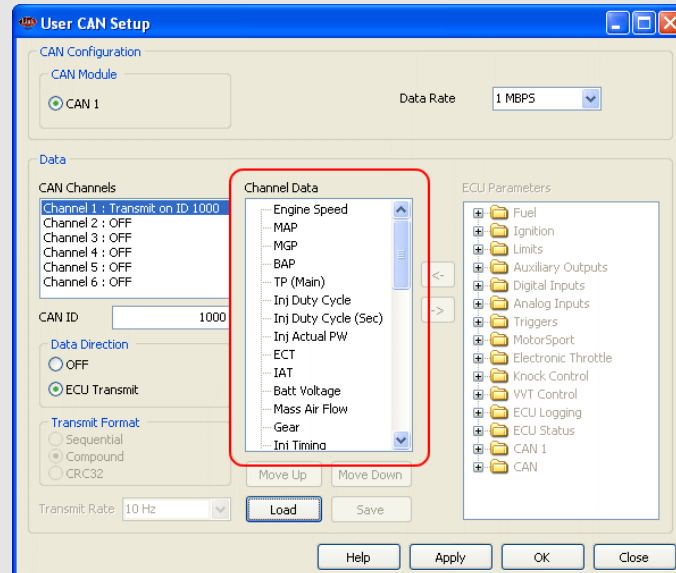 User CAN Setup
CAN Configuration
CAN Module
CAN 1
Data Rate
1 MBPS
Data
CAN Channels
Channel 1 : Transmit on ID 1000
Channel 2 : OFF
Channel 3 : OFF
Channel 4 : OFF
Channel 5 : OFF
Channel 6 : OFF
CAN ID
1000
Data Direction
OFF
ECU Transmit
Transmit Format
Sequential
Compound
CRC32
Transmit Rate
10 Hz
Channel Data
Engine Speed
MAP
MGP
BAP
TP (Main)
Inj Duty Cycle
Inj Duty Cycle (Sec)
Inj Actual PW
ECT
IAT
Batt Voltage
Mass Air Flow
Gear
Inj Timing
<-
->
Move Up
Move Down
Load
Save
ECU Parameters
Fuel
Ignition
Limits
Auxiliary Outputs
Digital Inputs
Analog Inputs
Triggers
MotorSport
Electronic Throttle
Knock Control
VVT Control
ECU Logging
ECU Status
CAN 1
CAN
Help
Apply
OK
Close